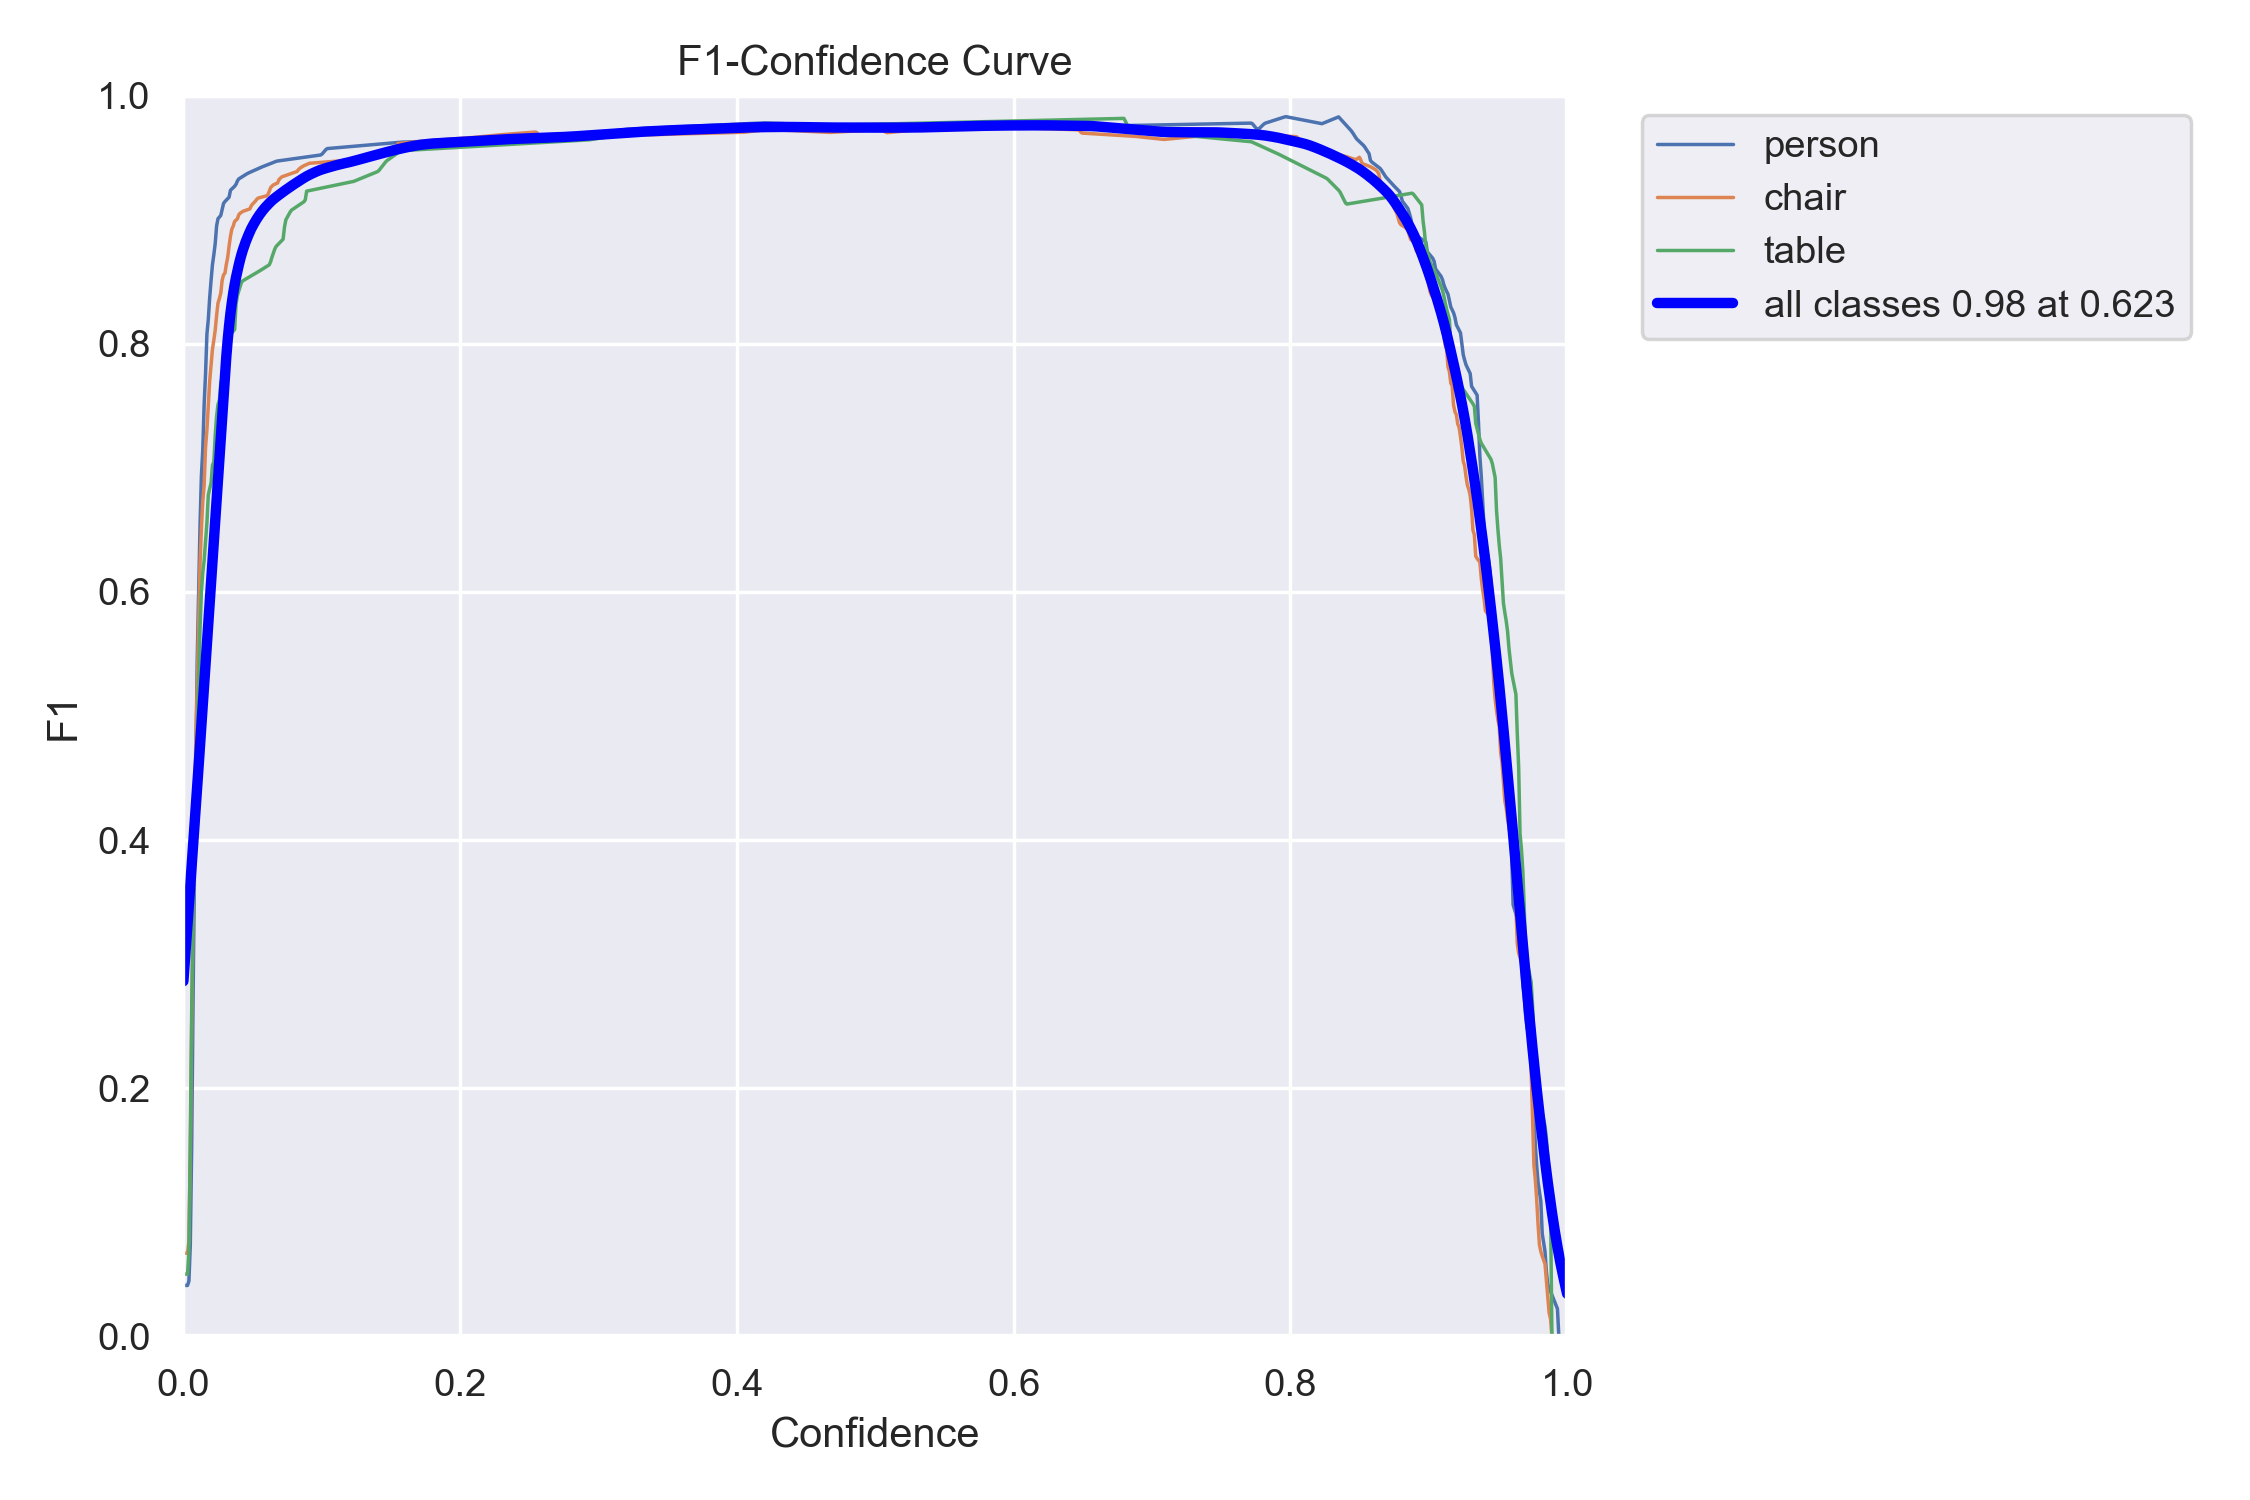 F1-Confidence Curve
1.0
0.8
0.6
0.4
0.2
0.0
F1
0.0 0.2 0.4 0.6 0.8 1.0
Confidence
person
chair
table
all classes 0.98 at 0.623